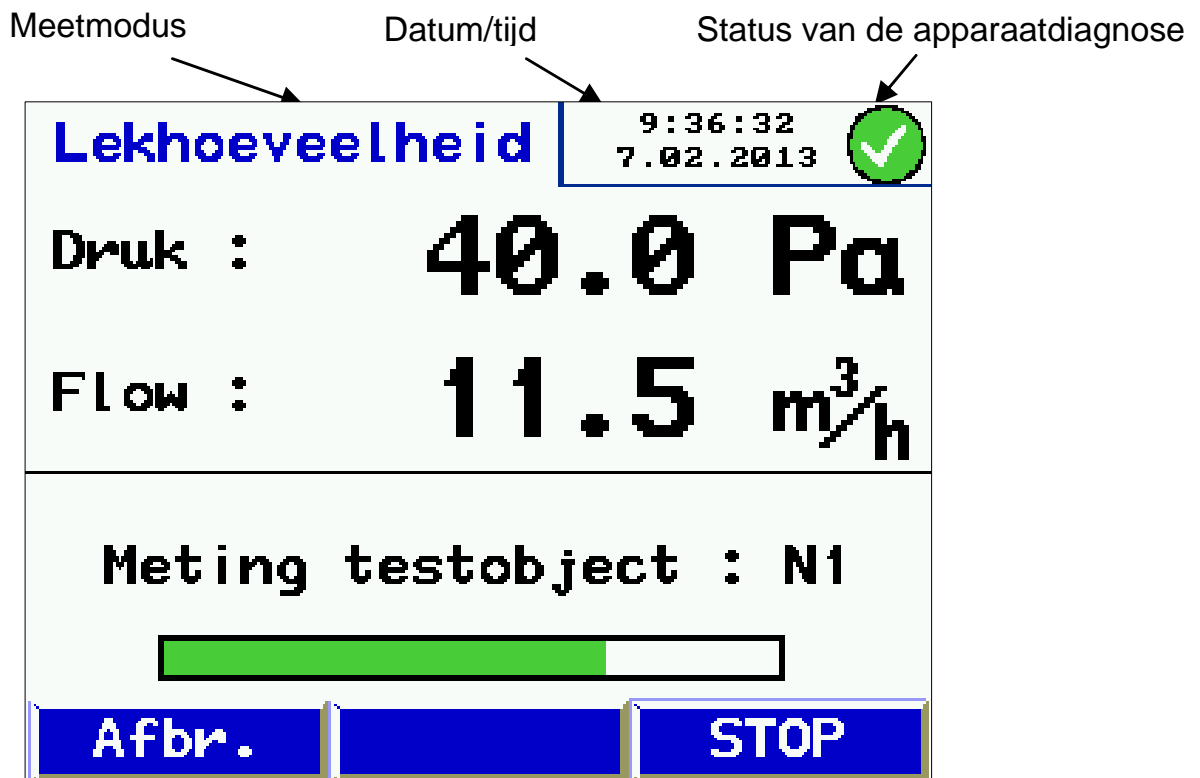 Meetmodus Datum/tijd Status van de apparaatdiagnose
Lekhoeveelheid
9:36:32
7.02.2013
Druk : 40.0 Pa
Flow : 11.5 m³/h
Meting testobject : N1
Afbr. STOP